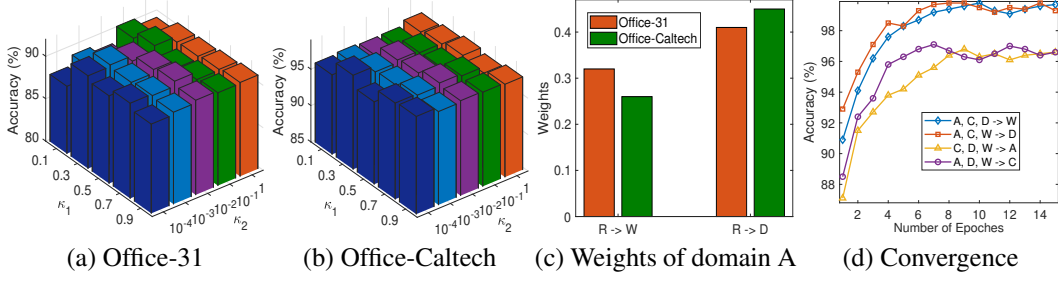 Accuracy (%)
90
85
80
0.1
0.3
0.5
0.7
0.9
κ1
10-4
10-3
10-2
10-1
1
κ2
(a) Office-31
Accuracy (%)
95
90
85
0.1
0.3
0.5
0.7
0.9
κ1
10-4
10-3
10-2
10-1
1
κ2
(b) Office-Caltech
Weights
0.4
0.3
0.2
0.1
0
Office-31
Office-Caltech
R -> W
R -> D
(c) Weights of domain A
Accuracy (%)
98
96
94
92
90
88
A, C, D -> W
A, C, W -> D
C, D, W -> A
A, D, W -> C
2
4
6
8
10
12
14
Number of Epoches
(d) Convergence